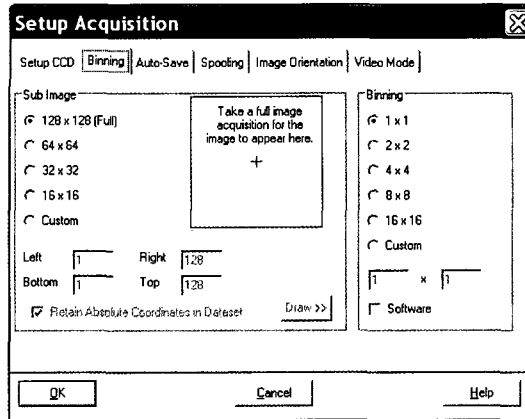 Setup Acquisition
Setup CCD Binning Auto-Save Spooling Image Orientation Video Mode
Sub Image
128 x 128 (Full)
64 x 64
32 x 32
16 x 16
Custom
Take a full image
acquisition for the
image to appear here.
Left 1 Right 128
Bottom 1 Top 128
Retain Absolute Coordinates in Dataset
Draw >>
Binning
1 x 1
2 x 2
4 x 4
8 x 8
16 x 16
Custom
1 x 1
Software
OK Cancel Help